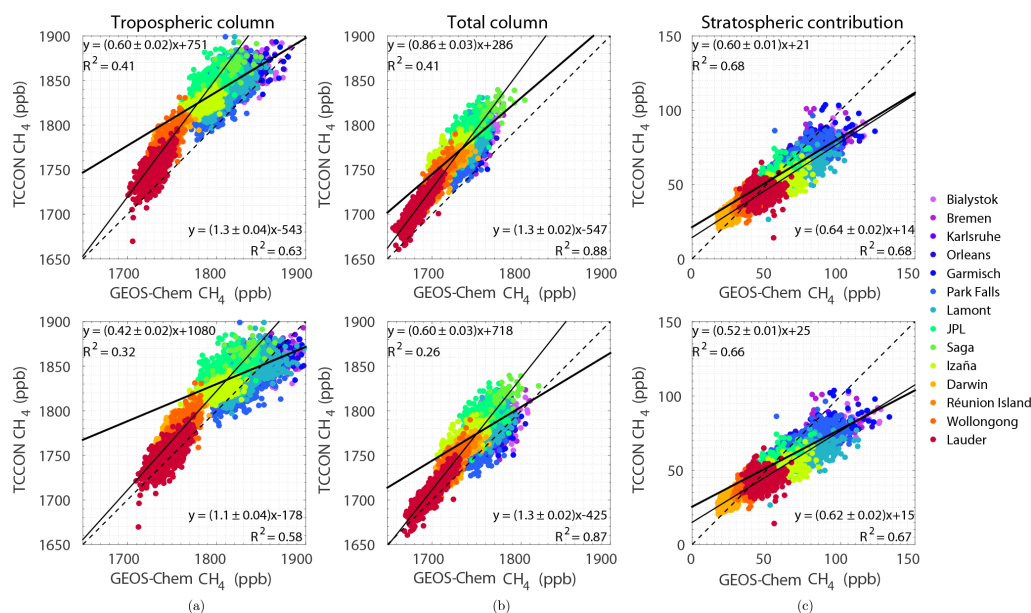 Tropospheric column
Total column
Stratospheric contribution
y = (0.60 ± 0.02)x+751
R² = 0.41
y = (1.3 ± 0.04)x-543
R² = 0.63
1900
1850
1800
1750
1700
1650
1700
1800
1900
TCCON CH₄ (ppb)
GEOS-Chem CH₄ (ppb)
y = (0.86 ± 0.03)x+286
R² = 0.41
y = (1.3 ± 0.02)x-547
R² = 0.88
1900
1850
1800
1750
1700
1650
1700
1800
1900
TCCON CH₄ (ppb)
GEOS-Chem CH₄ (ppb)
y = (0.60 ± 0.01)x+21
R² = 0.68
y = (0.64 ± 0.02)x+14
R² = 0.68
150
100
50
0
0
50
100
150
TCCON CH₄ (ppb)
GEOS-Chem CH₄ (ppb)
y = (0.42 ± 0.02)x+1080
R² = 0.32
y = (1.1 ± 0.04)x-178
R² = 0.58
1900
1850
1800
1750
1700
1650
1700
1800
1900
TCCON CH₄ (ppb)
GEOS-Chem CH₄ (ppb)
(a)
y = (0.60 ± 0.03)x+718
R² = 0.26
y = (1.3 ± 0.02)x-425
R² = 0.87
1900
1850
1800
1750
1700
1650
1700
1800
1900
TCCON CH₄ (ppb)
GEOS-Chem CH₄ (ppb)
(b)
y = (0.52 ± 0.01)x+25
R² = 0.66
y = (0.62 ± 0.02)x+15
R² = 0.67
150
100
50
0
0
50
100
150
TCCON CH₄ (ppb)
GEOS-Chem CH₄ (ppb)
(c)
Bialystok
Bremen
Karlsruhe
Orleans
Garmisch
Park Falls
Lamont
JPL
Saga
Izaña
Darwin
Réunion Island
Wollongong
Lauder